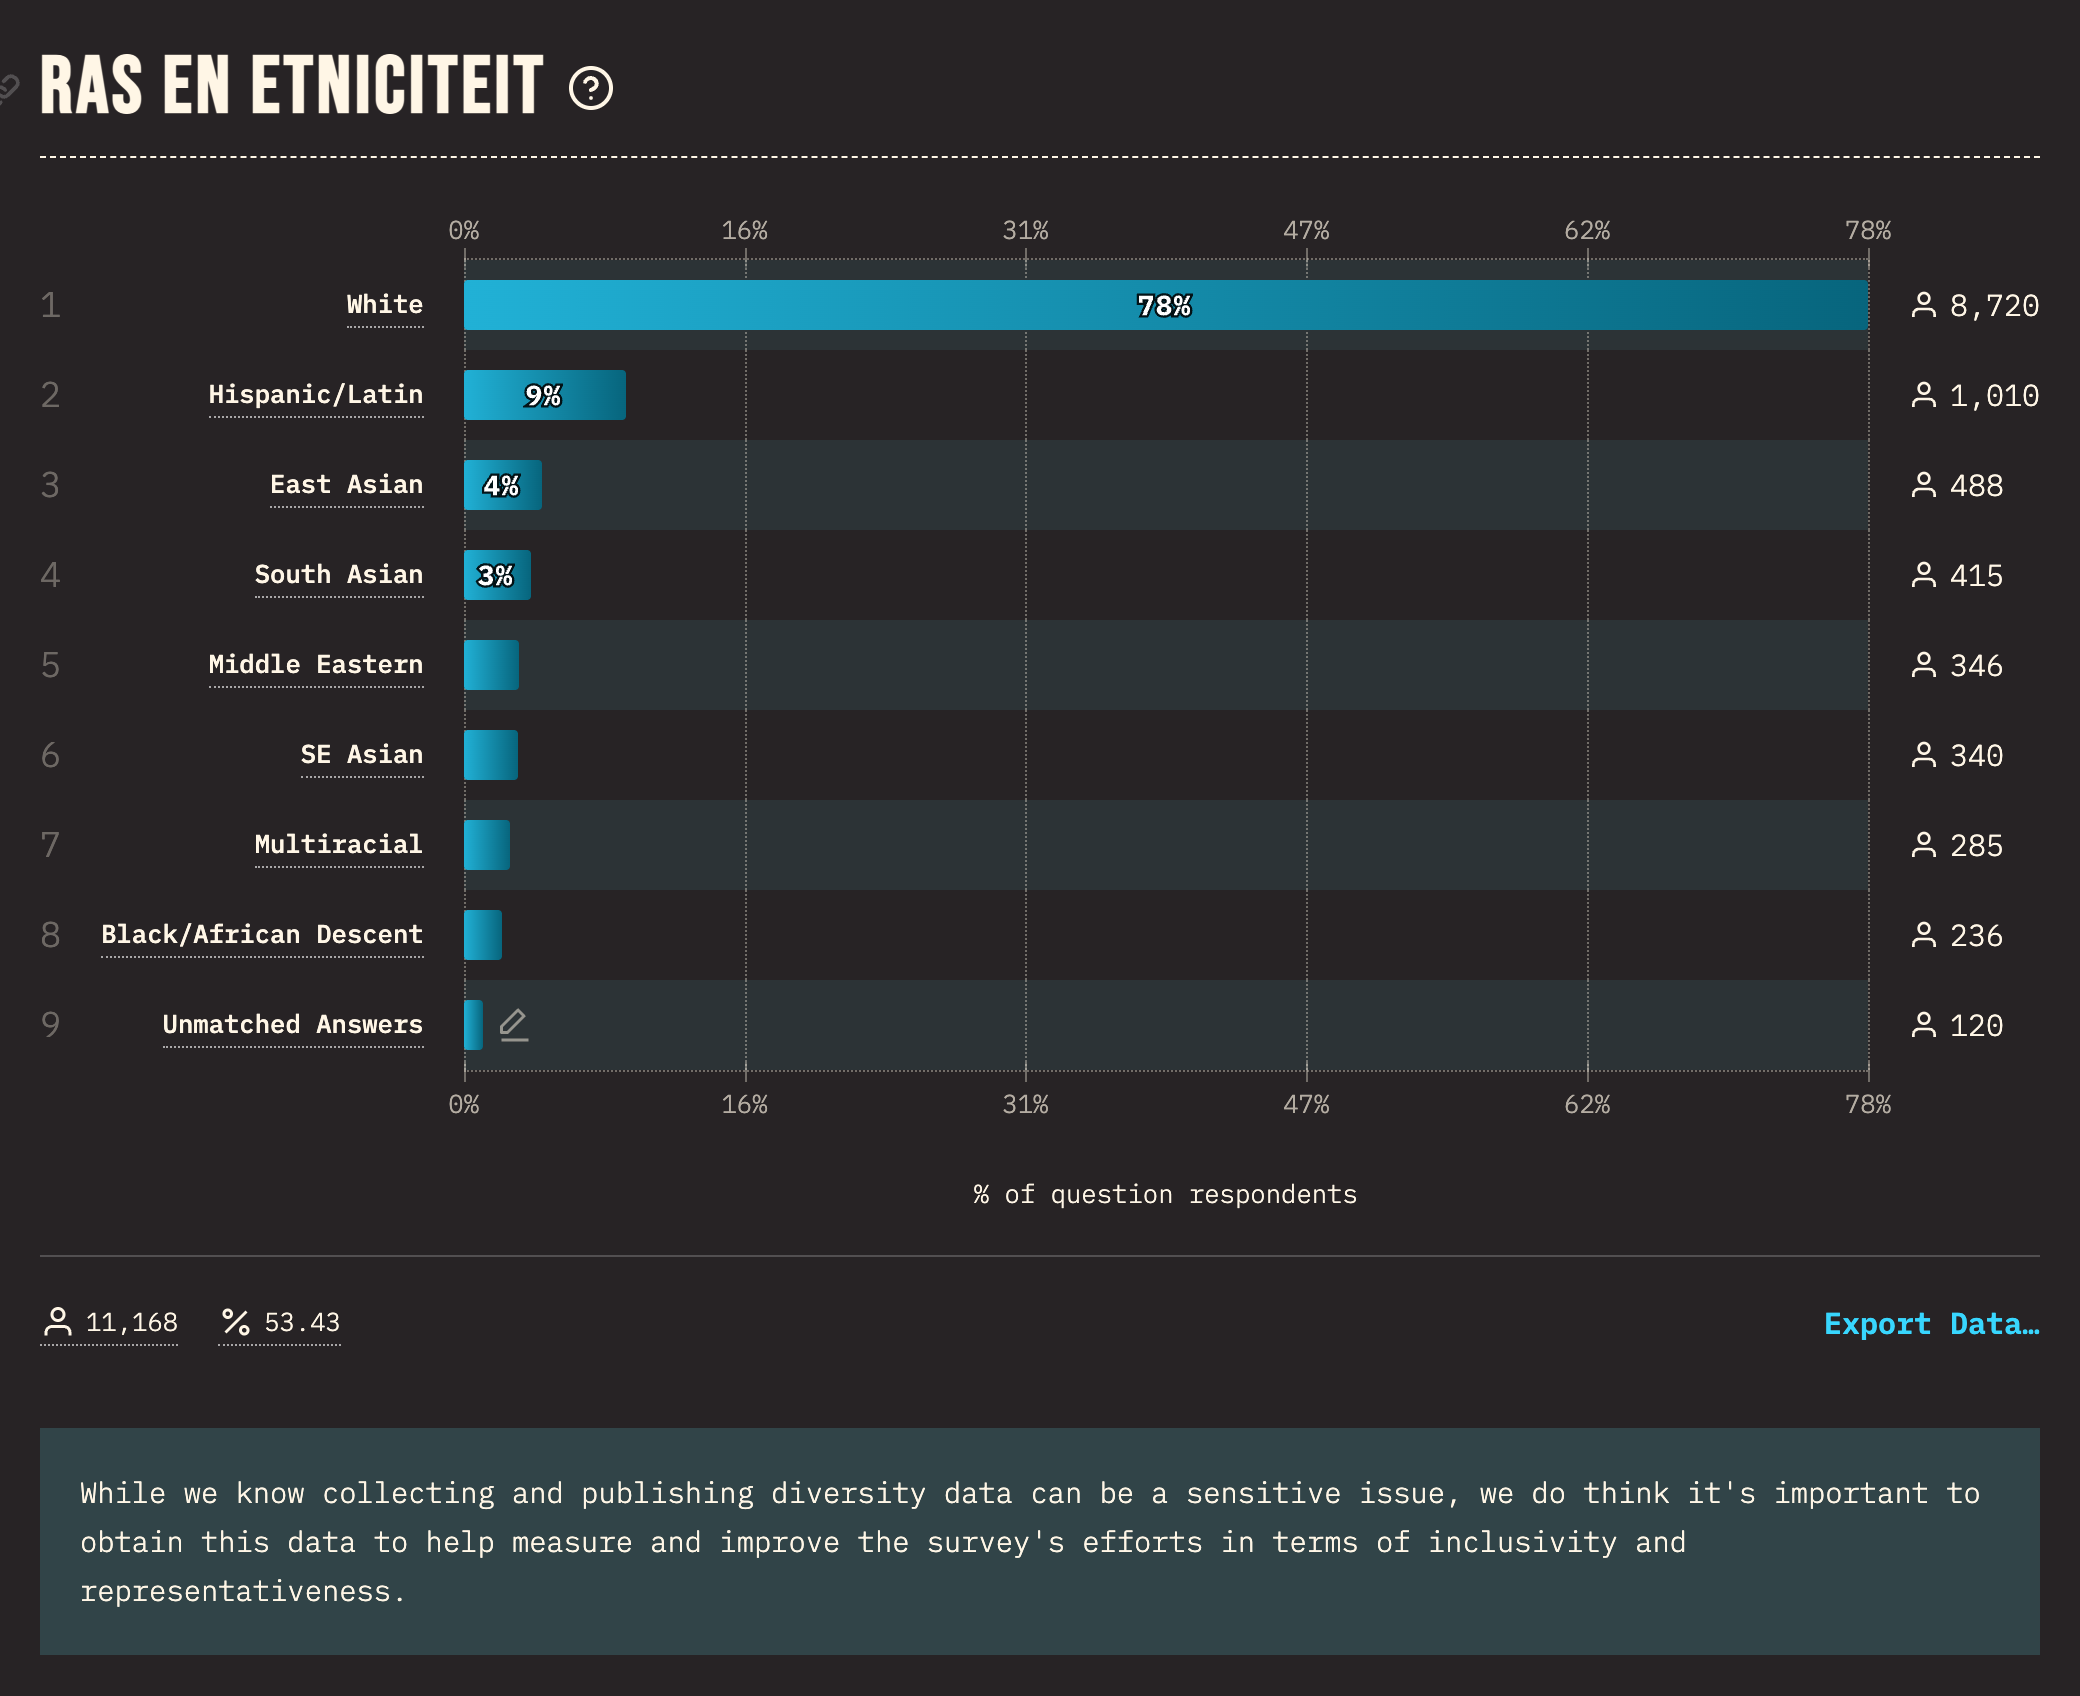 RAS EN ETNICITEIT
0% 16% 31% 47% 62% 78%
1 White 78% 8,720
2 Hispanic/Latin 9% 1,010
3 East Asian 4% 488
4 South Asian 3% 415
5 Middle Eastern 346
6 SE Asian 340
7 Multiracial 285
8 Black/African Descent 236
9 Unmatched Answers 120
0% 16% 31% 47% 62% 78%
% of question respondents
11,168 % 53.43 Export Data…
While we know collecting and publishing diversity data can be a sensitive issue, we do think it's important to
obtain this data to help measure and improve the survey's efforts in terms of inclusivity and
representativeness.